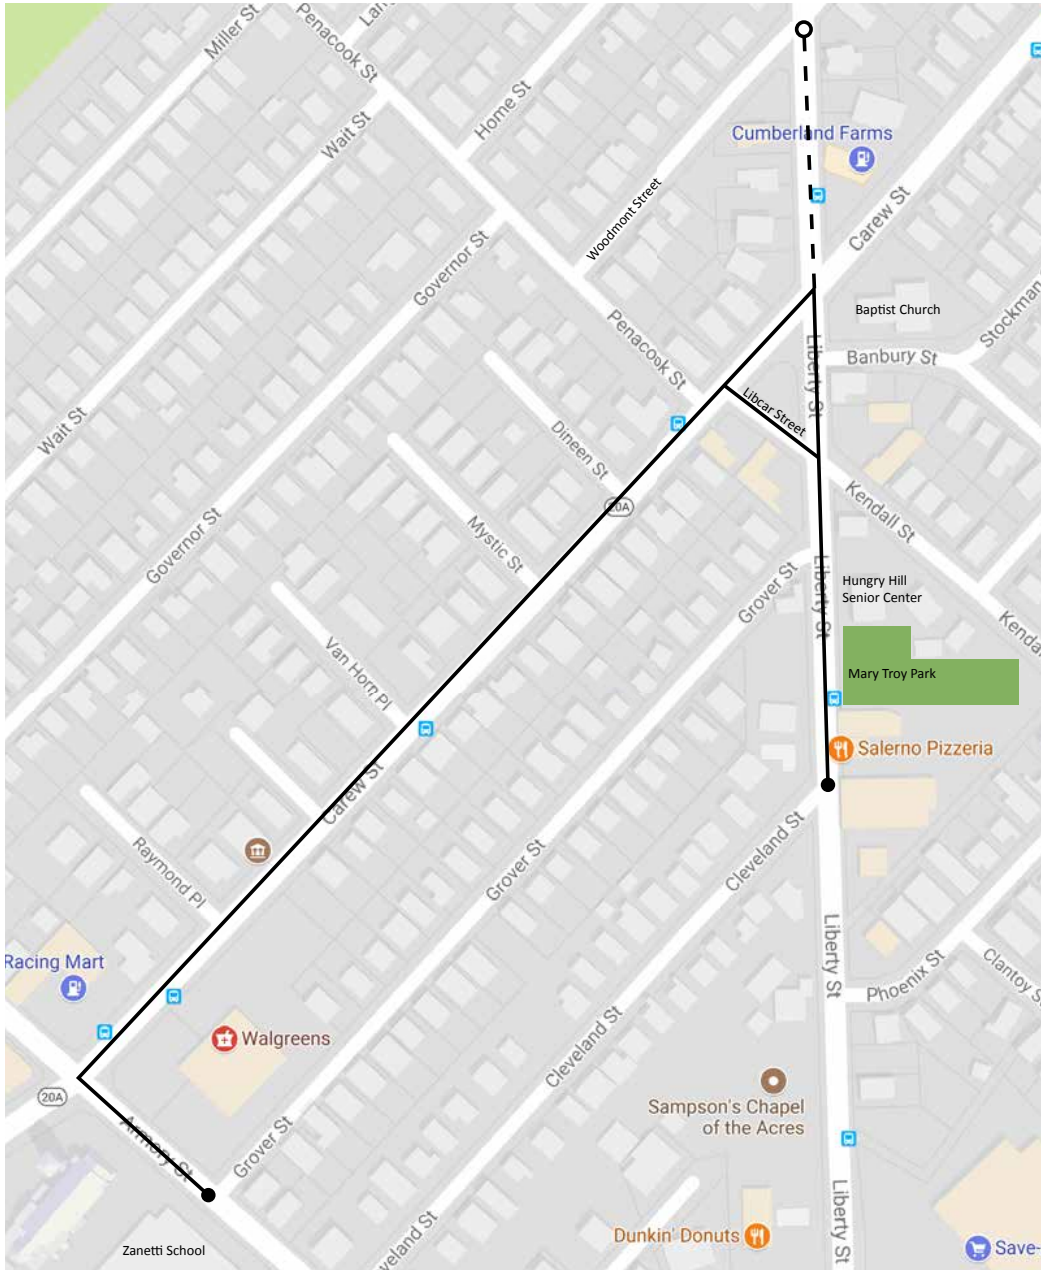 Miller St
Lan
Penacook St
Home St
Wait St
Cumberland Farms
Woodmont Street
Carew St
Governor St
Baptist Church
Stockman
Penacook St
Liberty St
Banbury St
Libcar Street
Wait St
Dineen St
20A
Kendall St
Mystic St
Governor St
Grover St
Liberty St
Hungry Hill
Senior Center
Kenda
Van Horn Pl
Mary Troy Park
Salerno Pizzeria
Carew St
Cleveland St
Grover St
Raymond Pl
Liberty St
Racing Mart
Phoenix St
Clantoy St
Walgreens
Cleveland St
20A
Sampson's Chapel
of the Acres
Armory St
Grover St
Liberty St
Zanetti School
veland St
Dunkin' Donuts
Save-